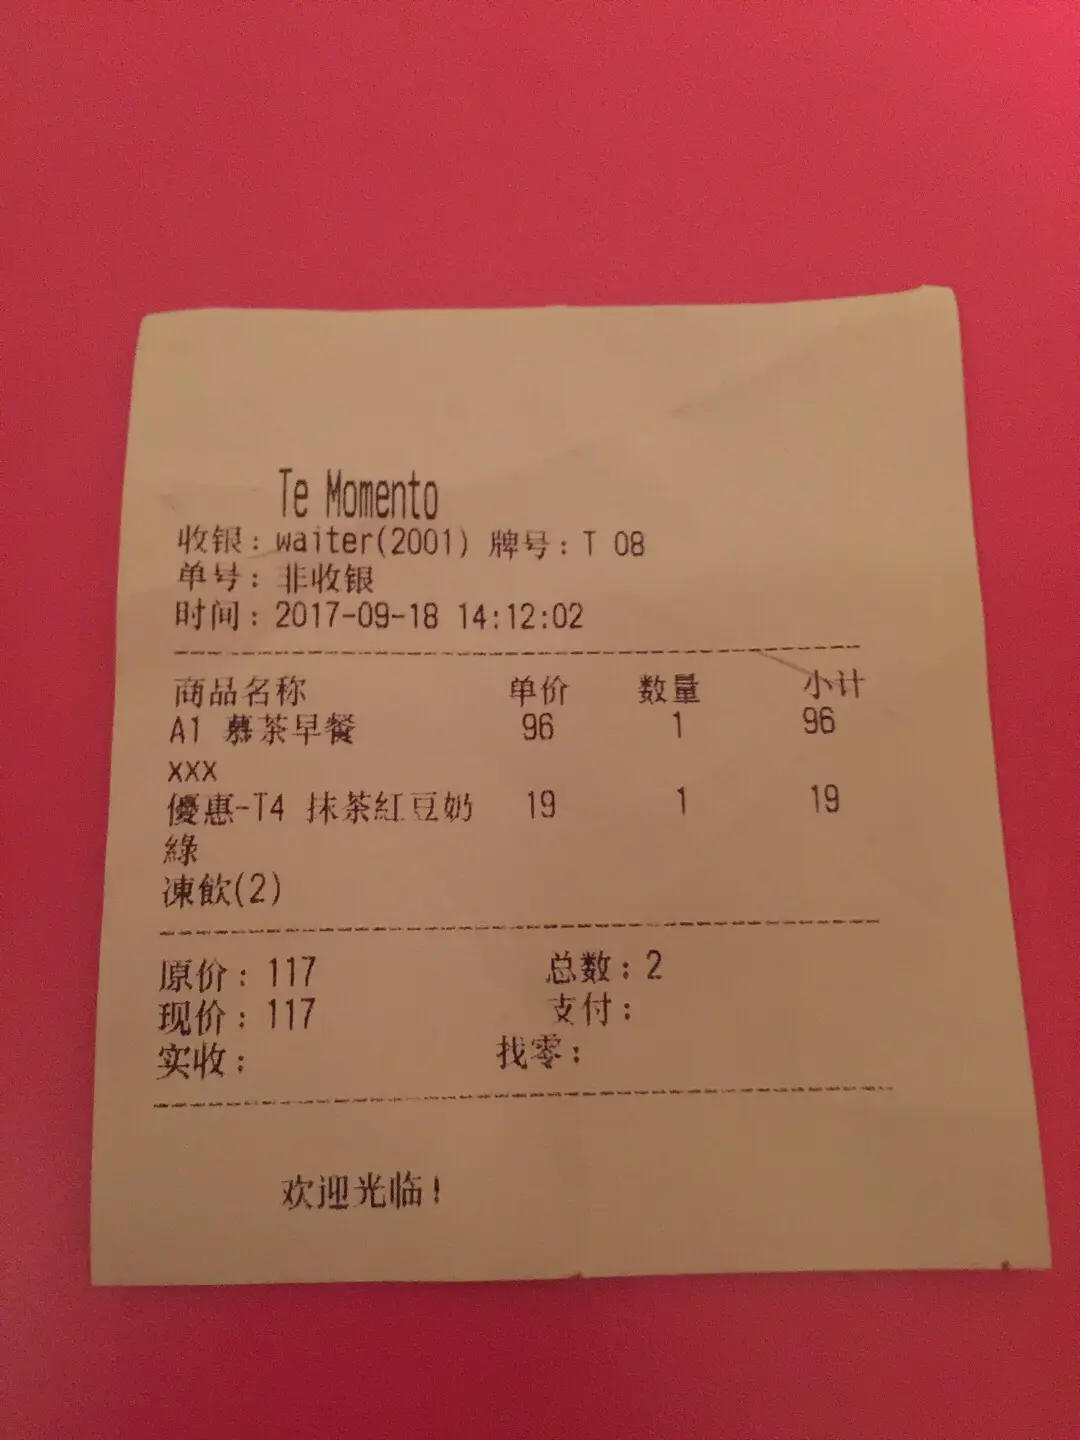 Te Momento
收银：waiter(2001) 牌号：T 08
单号：非收银
时间：2017-09-18 14:12:02
商品名称 单价 数量 小计
A1 慕茶早餐 96 1 96
xxx
優惠-T4 抹茶紅豆奶 19 1 19
綠
凍飲(2)
原价：117 总数：2
现价：117 支付：
实收： 找零：
欢迎光临！